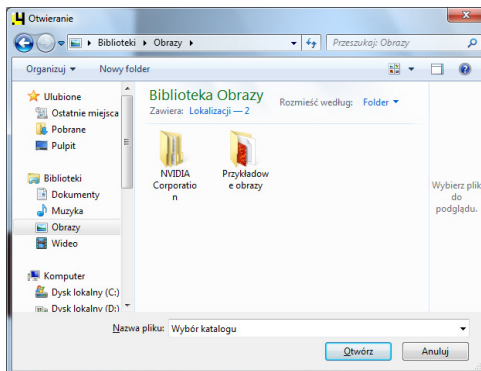 Otwieranie
Biblioteki Obrazy
Przeszukaj: Obrazy
Organizuj Nowy folder
Ulubione
Ostatnie miejsca
Pobrane
Pulpit
Biblioteki
Dokumenty
Muzyka
Obrazy
Wideo
Komputer
Dysk lokalny (C:)
Dysk lokalny (D:)
Biblioteka Obrazy
Zawiera: Lokalizacji — 2
Rozmieść według: Folder
NVIDIA
Corporatio
n
Przykładow
e obrazy
Wybierz plik
do
podglądu.
Nazwa pliku: Wybór katalogu
Otwórz Anuluj